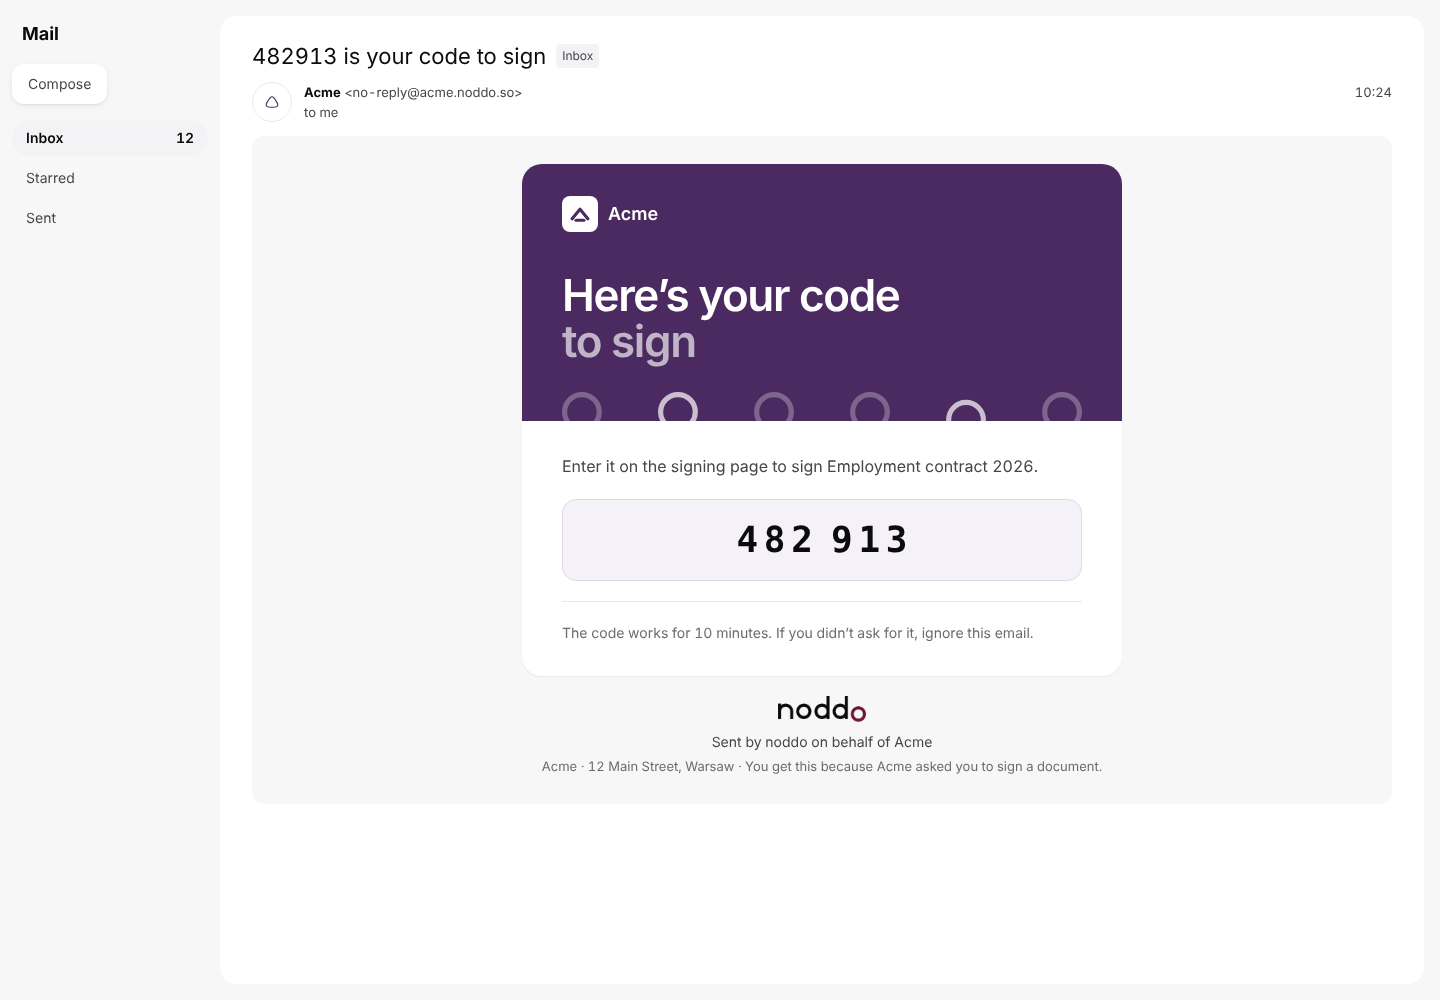 Mail
Compose
Inbox 12
Starred
Sent
482913 is your code to sign Inbox
Acme <no-reply@acme.noddo.so> 10:24
to me
Acme
Here’s your code
to sign
Enter it on the signing page to sign Employment contract 2026.
482 913
The code works for 10 minutes. If you didn’t ask for it, ignore this email.
noddo
Sent by noddo on behalf of Acme
Acme · 12 Main Street, Warsaw · You get this because Acme asked you to sign a document.